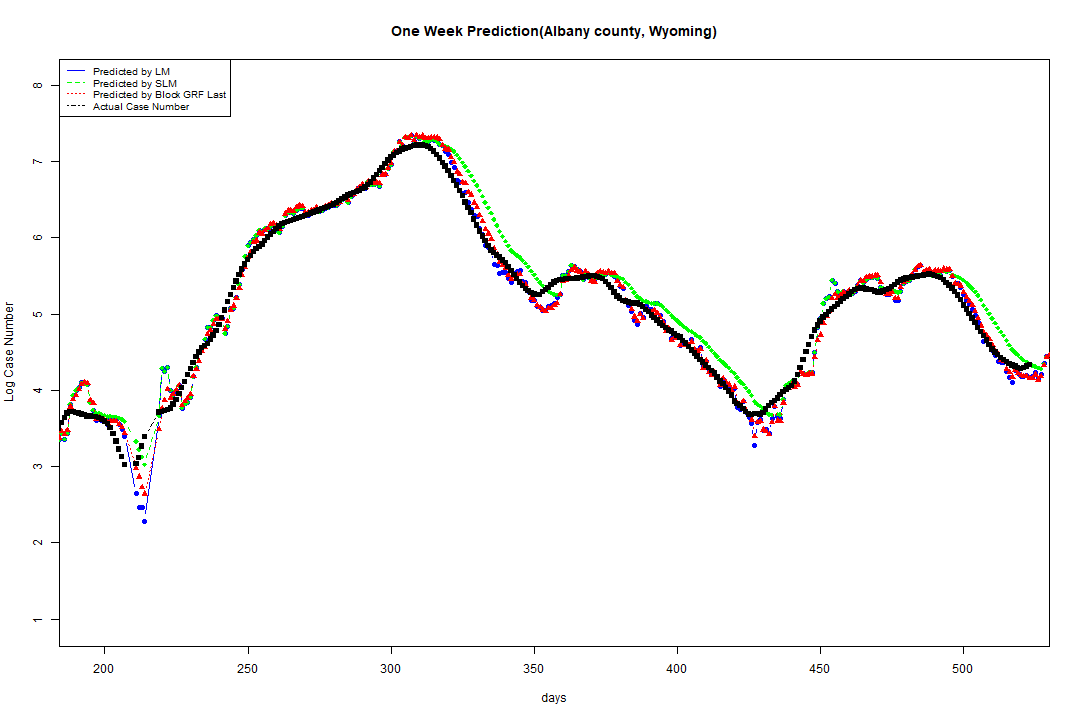 One Week Prediction(Albany county, Wyoming)
Predicted by LM
Predicted by SLM
Predicted by Block GRF Last
Actual Case Number
8
7
6
5
4
3
2
1
Log Case Number
200 250 300 350 400 450 500
days